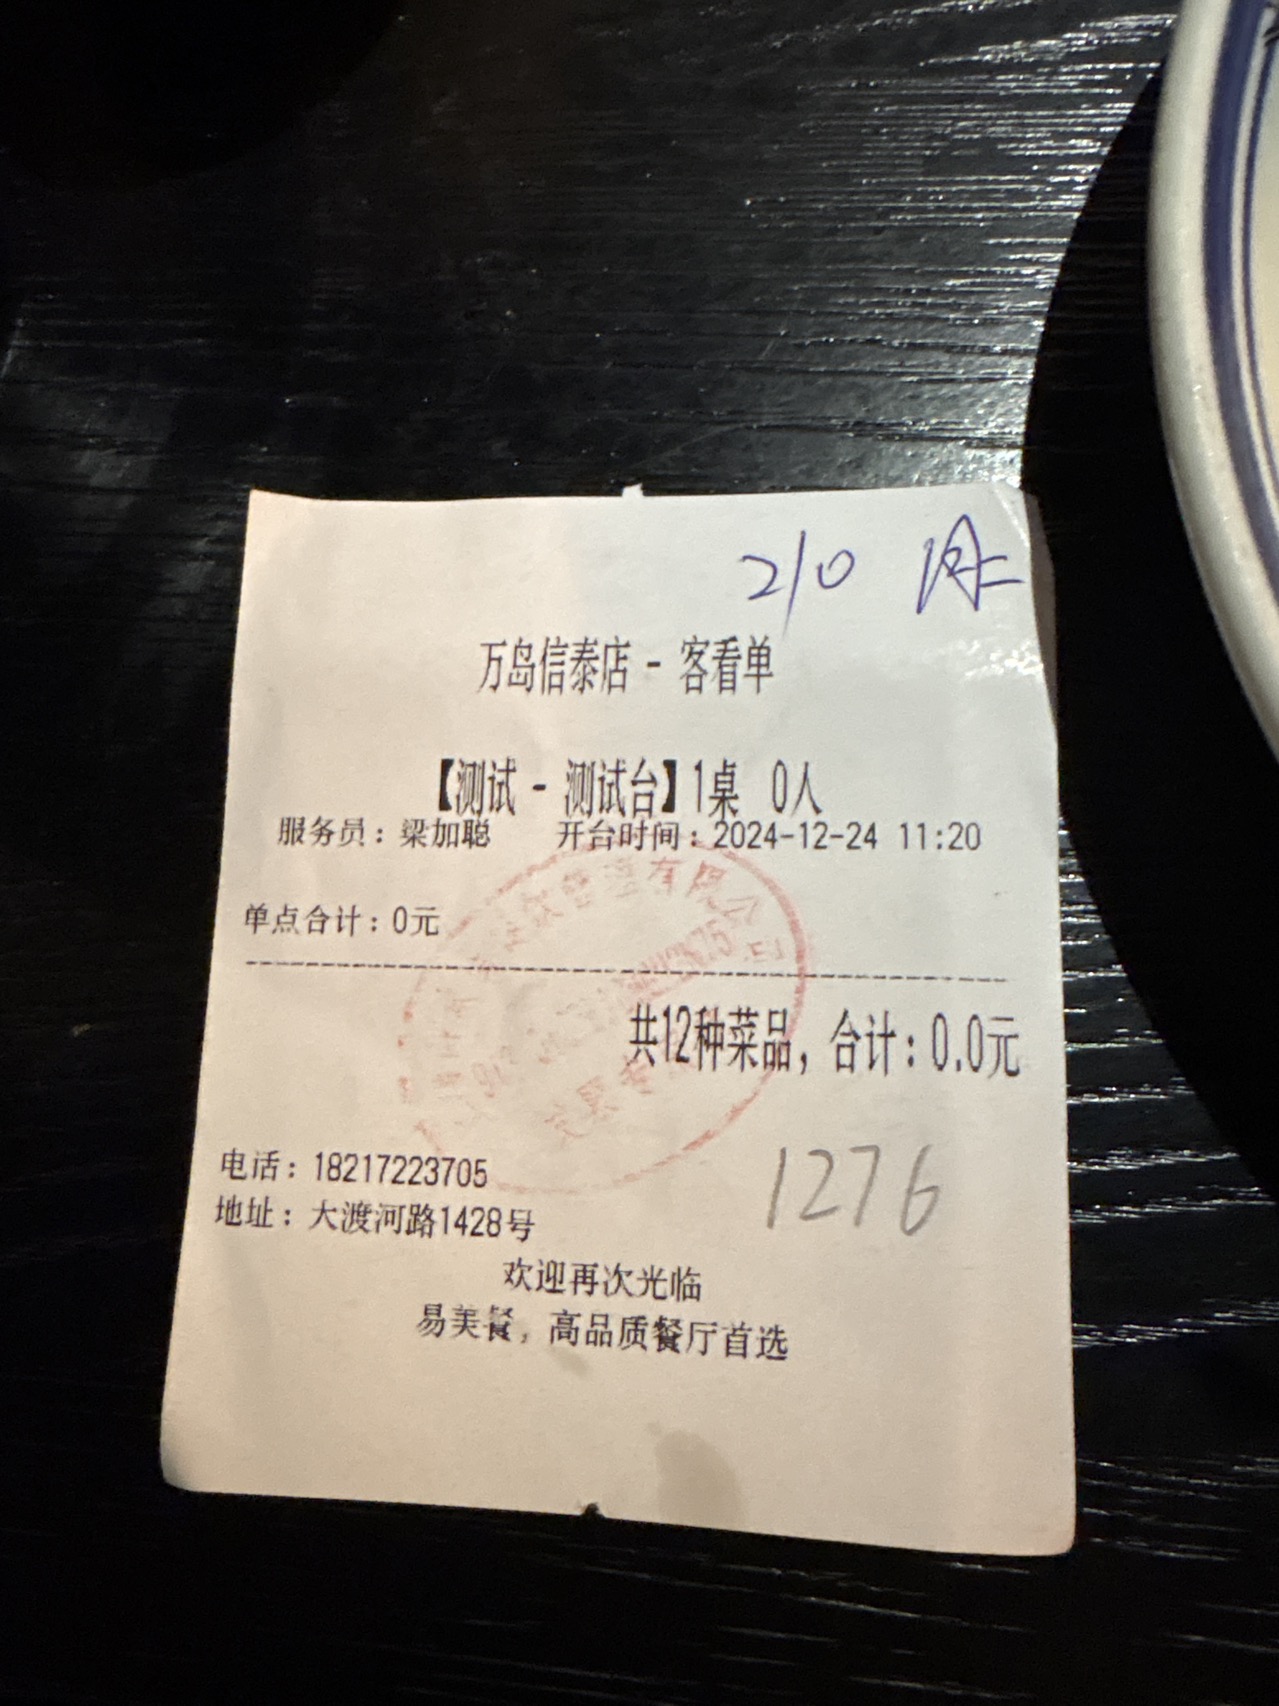 210
万岛信泰店 - 客看单
【测试 - 测试台】1桌 0人
服务员：梁加聪 开台时间：2024-12-24 11:20
单点合计：0元
共12种菜品，合计：0.0元
1276
电话：18217223705
地址：大渡河路1428号
欢迎再次光临
易美餐，高品质餐厅首选